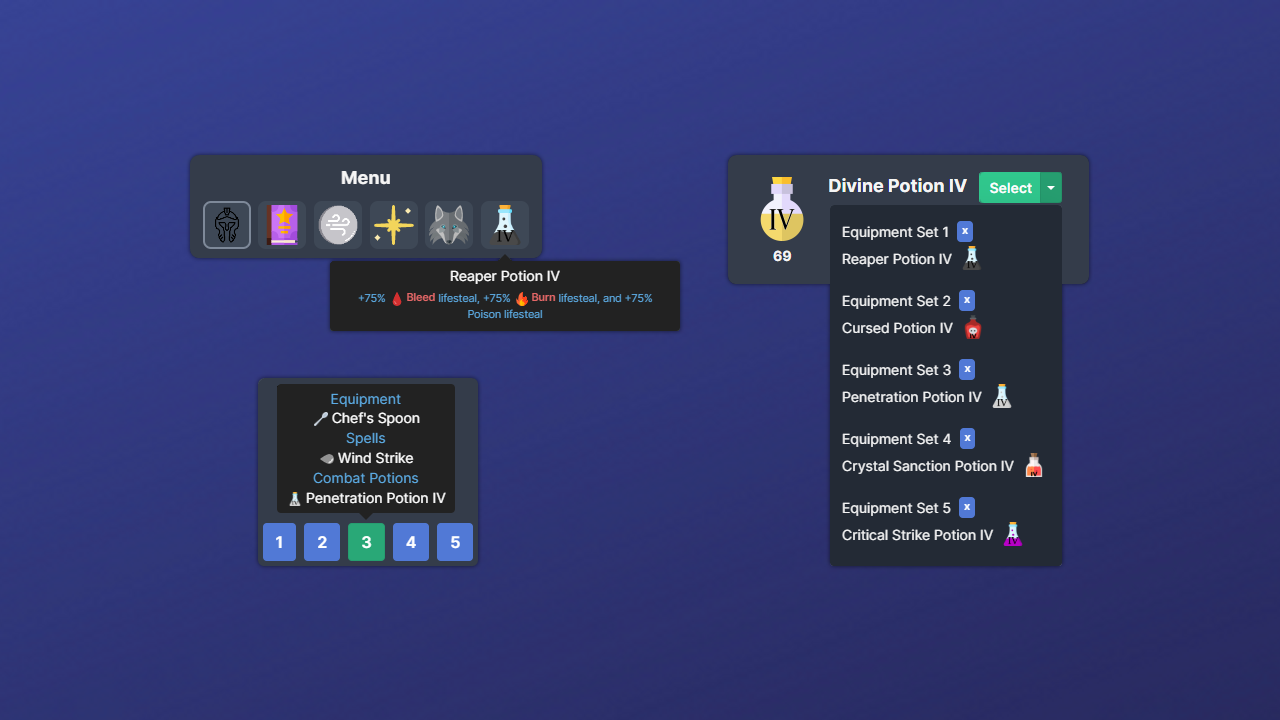 Menu
IV
Reaper Potion IV
+75% Bleed lifesteal, +75% Burn lifesteal, and +75%
Poison lifesteal
Equipment
Chef's Spoon
Spells
Wind Strike
Combat Potions
Penetration Potion IV
1 2 3 4 5
IV
69
Divine Potion IV
Select
Equipment Set 1 x
Reaper Potion IV
Equipment Set 2 x
Cursed Potion IV
Equipment Set 3 x
Penetration Potion IV IV
Equipment Set 4 x
Crystal Sanction Potion IV IV
Equipment Set 5 x
Critical Strike Potion IV